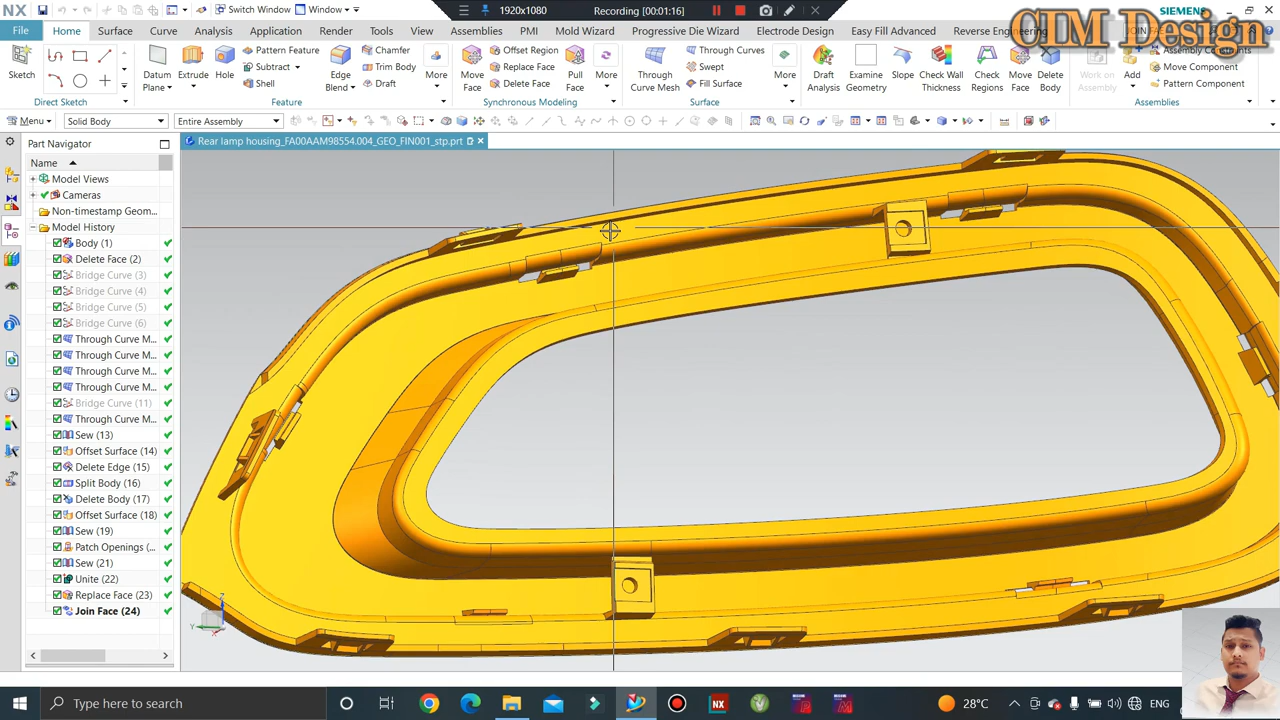 NX
Switch Window
Window
1920x1080
Recording [00:01:16]
SIEMENS
CIM Design
File
Home
Surface
Curve
Analysis
Application
Render
Tools
View
Assemblies
PMI
Mold Wizard
Progressive Die Wizard
Electrode Design
Easy Fill Advanced
Reverse Engineering
Sketch
Datum Plane
Extrude
Hole
Pattern Feature
Subtract
Shell
Edge Blend
Chamfer
Trim Body
Draft
More
Move Face
Offset Region
Replace Face
Delete Face
Pull Face
More
Through Curve Mesh
Through Curves
Swept
Fill Surface
More
Draft Analysis
Examine Geometry
Slope
Check Wall Thickness
Check Regions
Move Face
Delete Body
Work on Assembly
Add
Assembly Constraints
Move Component
Pattern Component
Direct Sketch
Feature
Synchronous Modeling
Surface
Assemblies
Menu
Solid Body
Entire Assembly
Part Navigator
Rear lamp housing_FA00AAM98554.004_GEO_FIN001_stp.prt
Name
Model Views
Cameras
Non-timestamp Geom...
Model History
Body (1)
Delete Face (2)
Bridge Curve (3)
Bridge Curve (4)
Bridge Curve (5)
Bridge Curve (6)
Through Curve M...
Through Curve M...
Through Curve M...
Through Curve M...
Bridge Curve (11)
Through Curve M...
Sew (13)
Offset Surface (14)
Delete Edge (15)
Split Body (16)
Delete Body (17)
Offset Surface (18)
Sew (19)
Patch Openings (...
Sew (21)
Unite (22)
Replace Face (23)
Join Face (24)
Z
Y
X
Type here to search
NX
28°C
ENG